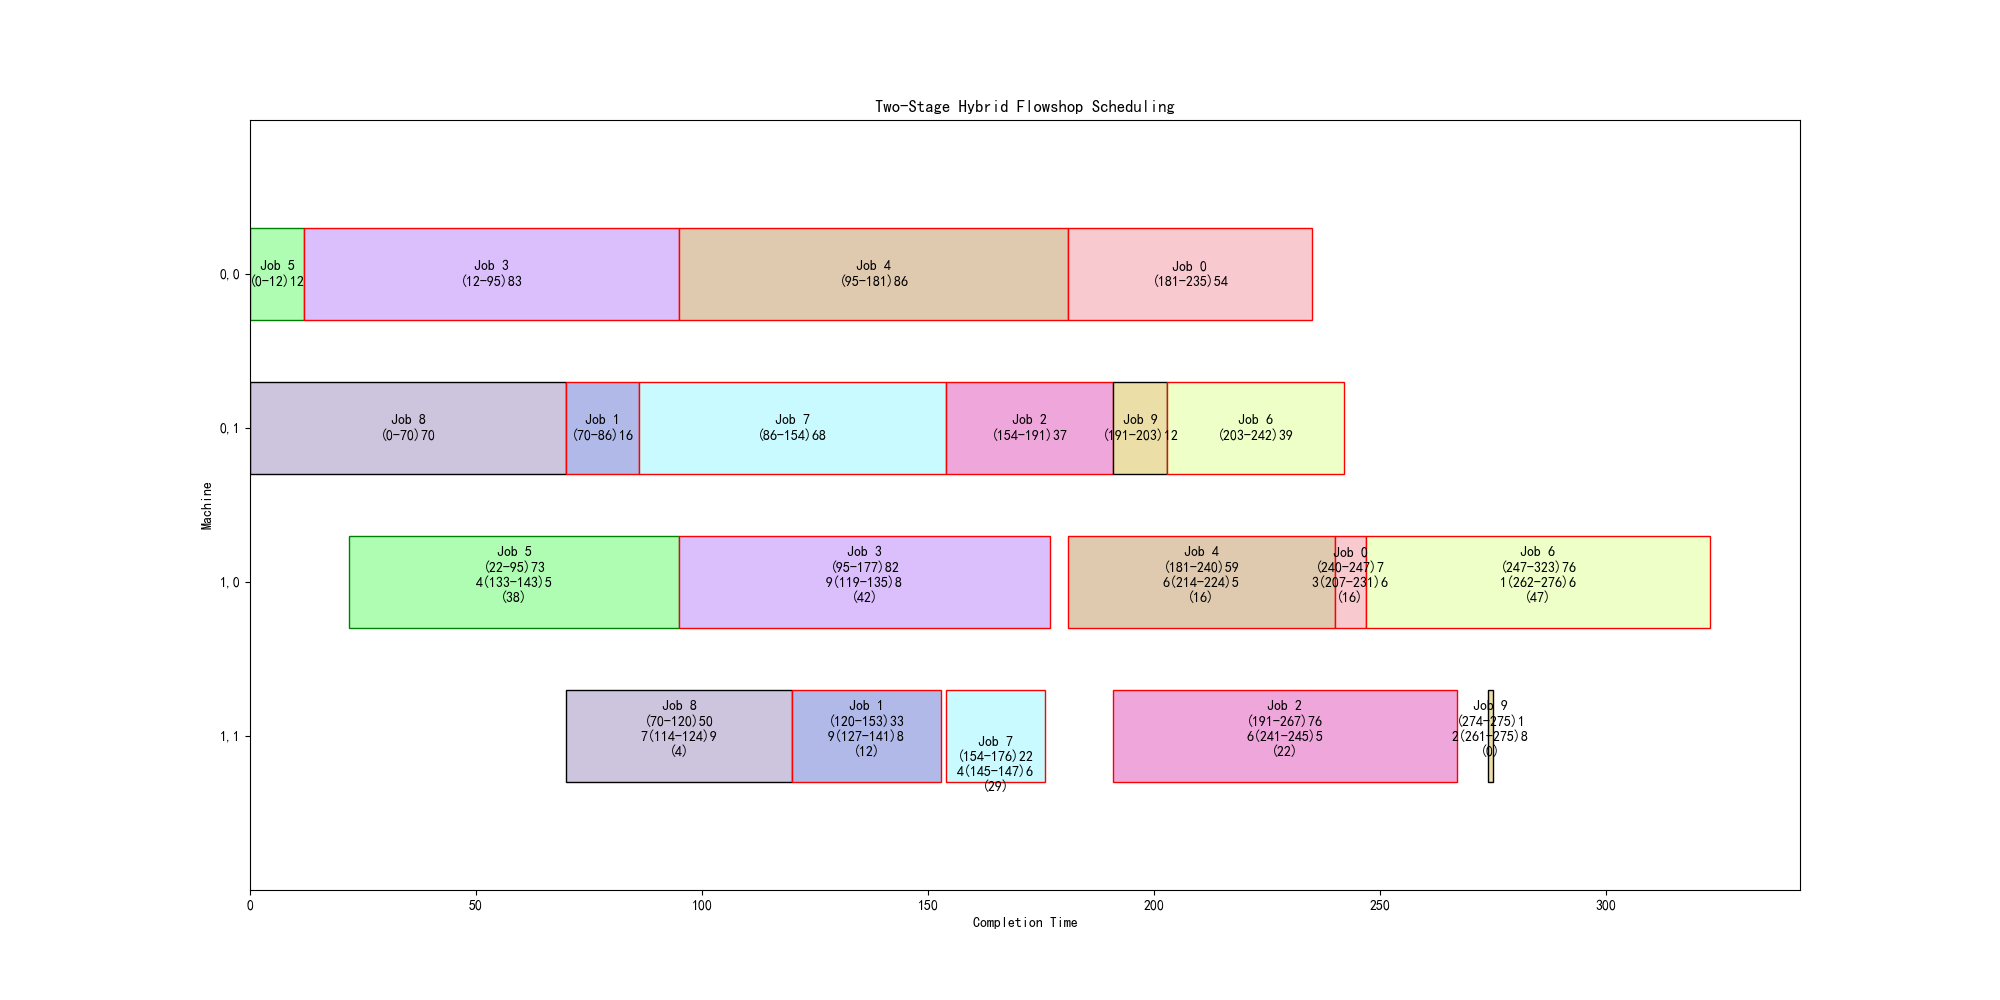 Two-Stage Hybrid Flowshop Scheduling
Machine
0,0
Job 5
(0-12)12
Job 3
(12-95)83
Job 4
(95-181)86
Job 0
(181-235)54
0,1
Job 8
(0-70)70
Job 1
(70-86)16
Job 7
(86-154)68
Job 2
(154-191)37
Job 9
(191-203)12
Job 6
(203-242)39
1,0
Job 5
(22-95)73
4(133-143)5
(38)
Job 3
(95-177)82
9(119-135)8
(42)
Job 4
(181-240)59
6(214-224)5
(16)
Job 0
(240-247)7
3(207-231)6
(16)
Job 6
(247-323)76
1(262-276)6
(47)
1,1
Job 8
(70-120)50
7(114-124)9
(4)
Job 1
(120-153)33
9(127-141)8
(12)
Job 7
(154-176)22
4(145-147)6
(29)
Job 2
(191-267)76
6(241-245)5
(22)
Job 9
(274-275)1
2(261-275)8
(0)
0 50 100 150 200 250 300
Completion Time